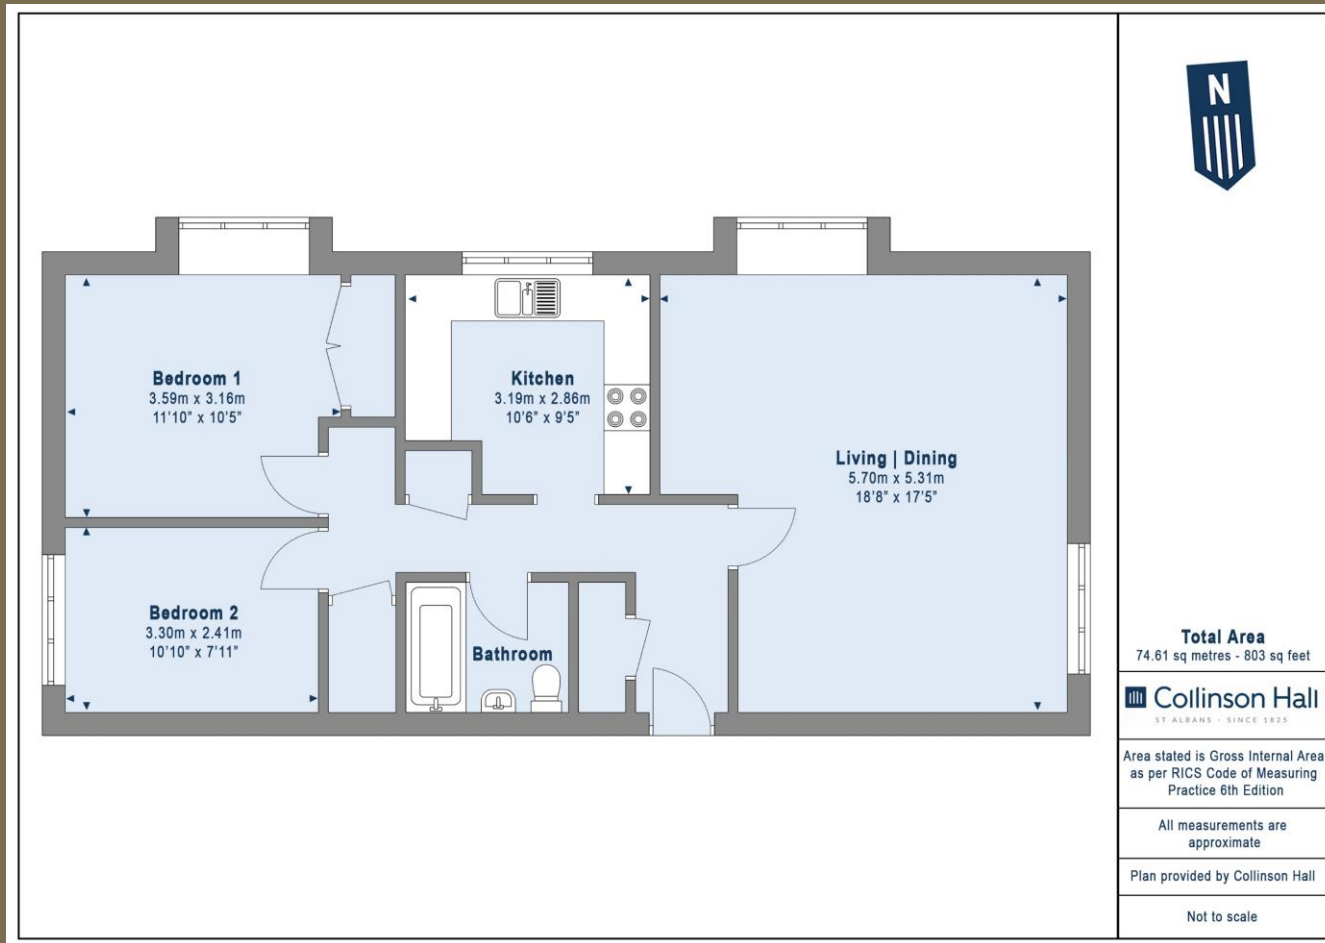 N
Bedroom 1
3.59m x 3.16m
11'10" x 10'5"
Kitchen
3.19m x 2.86m
10'6" x 9'5"
Living | Dining
5.70m x 5.31m
18'8" x 17'5"
Bedroom 2
3.30m x 2.41m
10'10" x 7'11"
Bathroom
Total Area
74.61 sq metres - 803 sq feet
Collinson Hall
ST ALBANS - SINCE 1825
Area stated is Gross Internal Area
as per RICS Code of Measuring
Practice 6th Edition
All measurements are
approximate
Plan provided by Collinson Hall
Not to scale